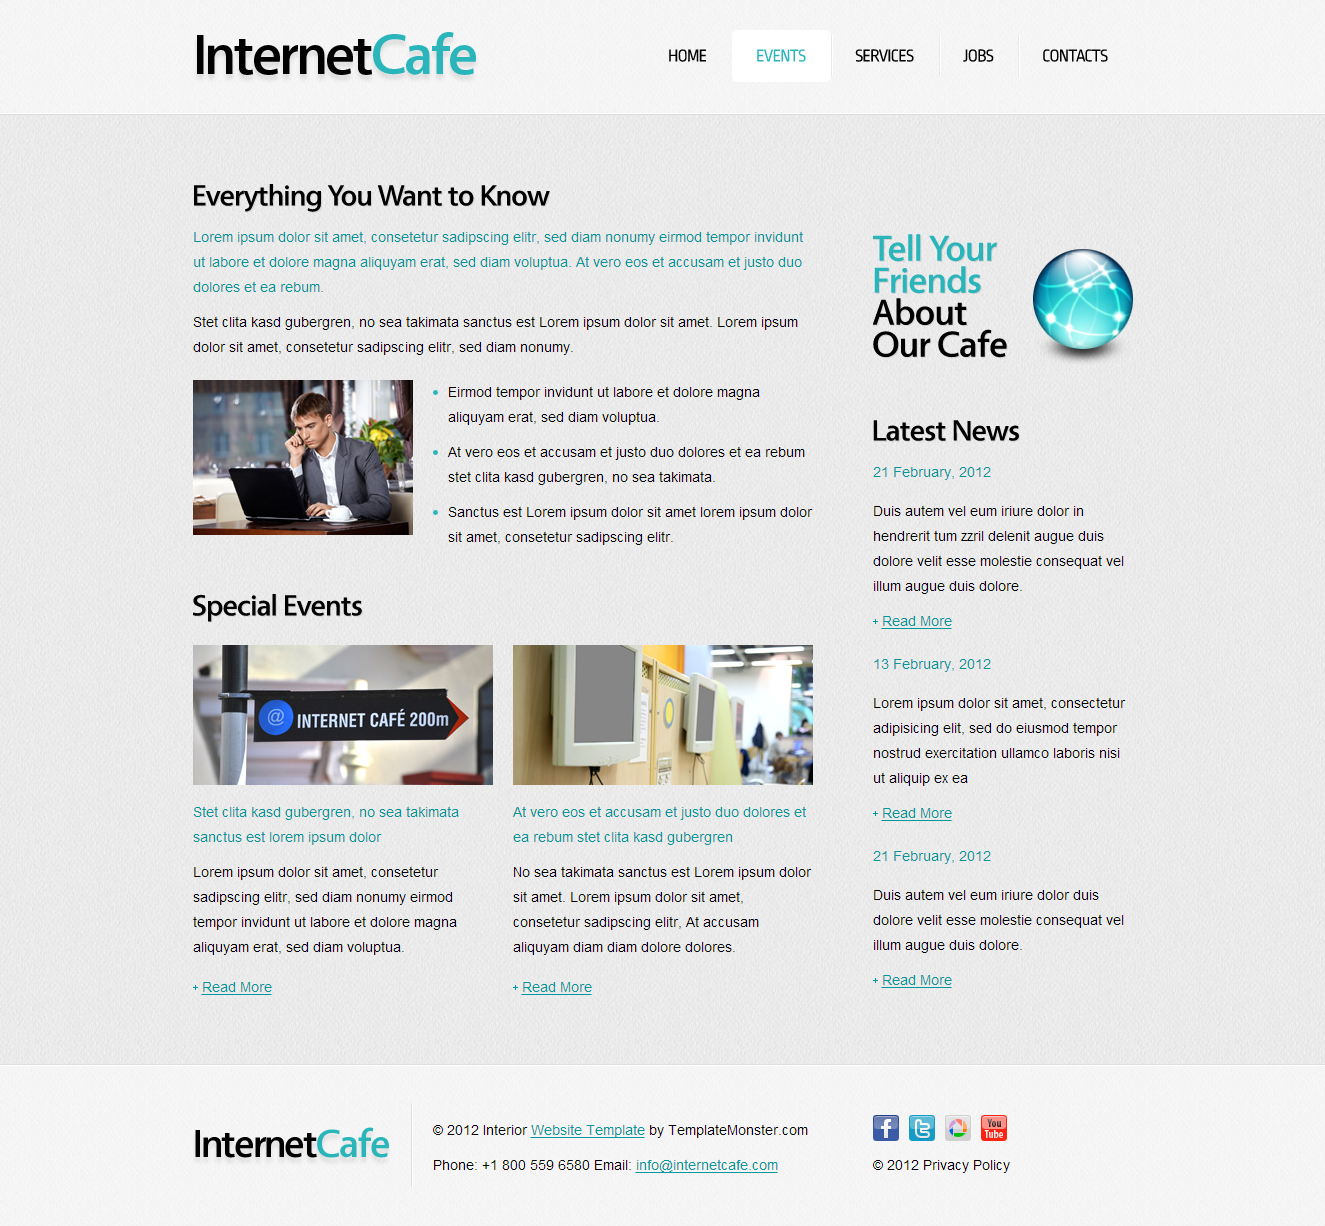 InternetCafe
HOME
EVENTS
SERVICES
JOBS
CONTACTS
Everything You Want to Know
Lorem ipsum dolor sit amet, consetetur sadipscing elitr, sed diam nonumy eirmod tempor invidunt
ut labore et dolore magna aliquyam erat, sed diam voluptua. At vero eos et accusam et justo duo
dolores et ea rebum.
Stet clita kasd gubergren, no sea takimata sanctus est Lorem ipsum dolor sit amet. Lorem ipsum
dolor sit amet, consetetur sadipscing elitr, sed diam nonumy.
Eirmod tempor invidunt ut labore et dolore magna
aliquyam erat, sed diam voluptua.
At vero eos et accusam et justo duo dolores et ea rebum
stet clita kasd gubergren, no sea takimata.
Sanctus est Lorem ipsum dolor sit amet lorem ipsum dolor
sit amet, consetetur sadipscing elitr.
Special Events
@ INTERNET CAFÉ 200m
Stet clita kasd gubergren, no sea takimata
sanctus est lorem ipsum dolor
Lorem ipsum dolor sit amet, consetetur
sadipscing elitr, sed diam nonumy eirmod
tempor invidunt ut labore et dolore magna
aliquyam erat, sed diam voluptua.
+ Read More
At vero eos et accusam et justo duo dolores et
ea rebum stet clita kasd gubergren
No sea takimata sanctus est Lorem ipsum dolor
sit amet. Lorem ipsum dolor sit amet,
consetetur sadipscing elitr, At accusam
aliquyam diam diam dolore dolores.
+ Read More
Tell Your
Friends
About
Our Cafe
Latest News
21 February, 2012
Duis autem vel eum iriure dolor in
hendrerit tum zzril delenit augue duis
dolore velit esse molestie consequat vel
illum augue duis dolore.
+ Read More
13 February, 2012
Lorem ipsum dolor sit amet, consectetur
adipisicing elit, sed do eiusmod tempor
nostrud exercitation ullamco laboris nisi
ut aliquip ex ea
+ Read More
21 February, 2012
Duis autem vel eum iriure dolor duis
dolore velit esse molestie consequat vel
illum augue duis dolore.
+ Read More
InternetCafe
© 2012 Interior Website Template by TemplateMonster.com
Phone: +1 800 559 6580 Email: info@internetcafe.com
f
t
You
Tube
© 2012 Privacy Policy